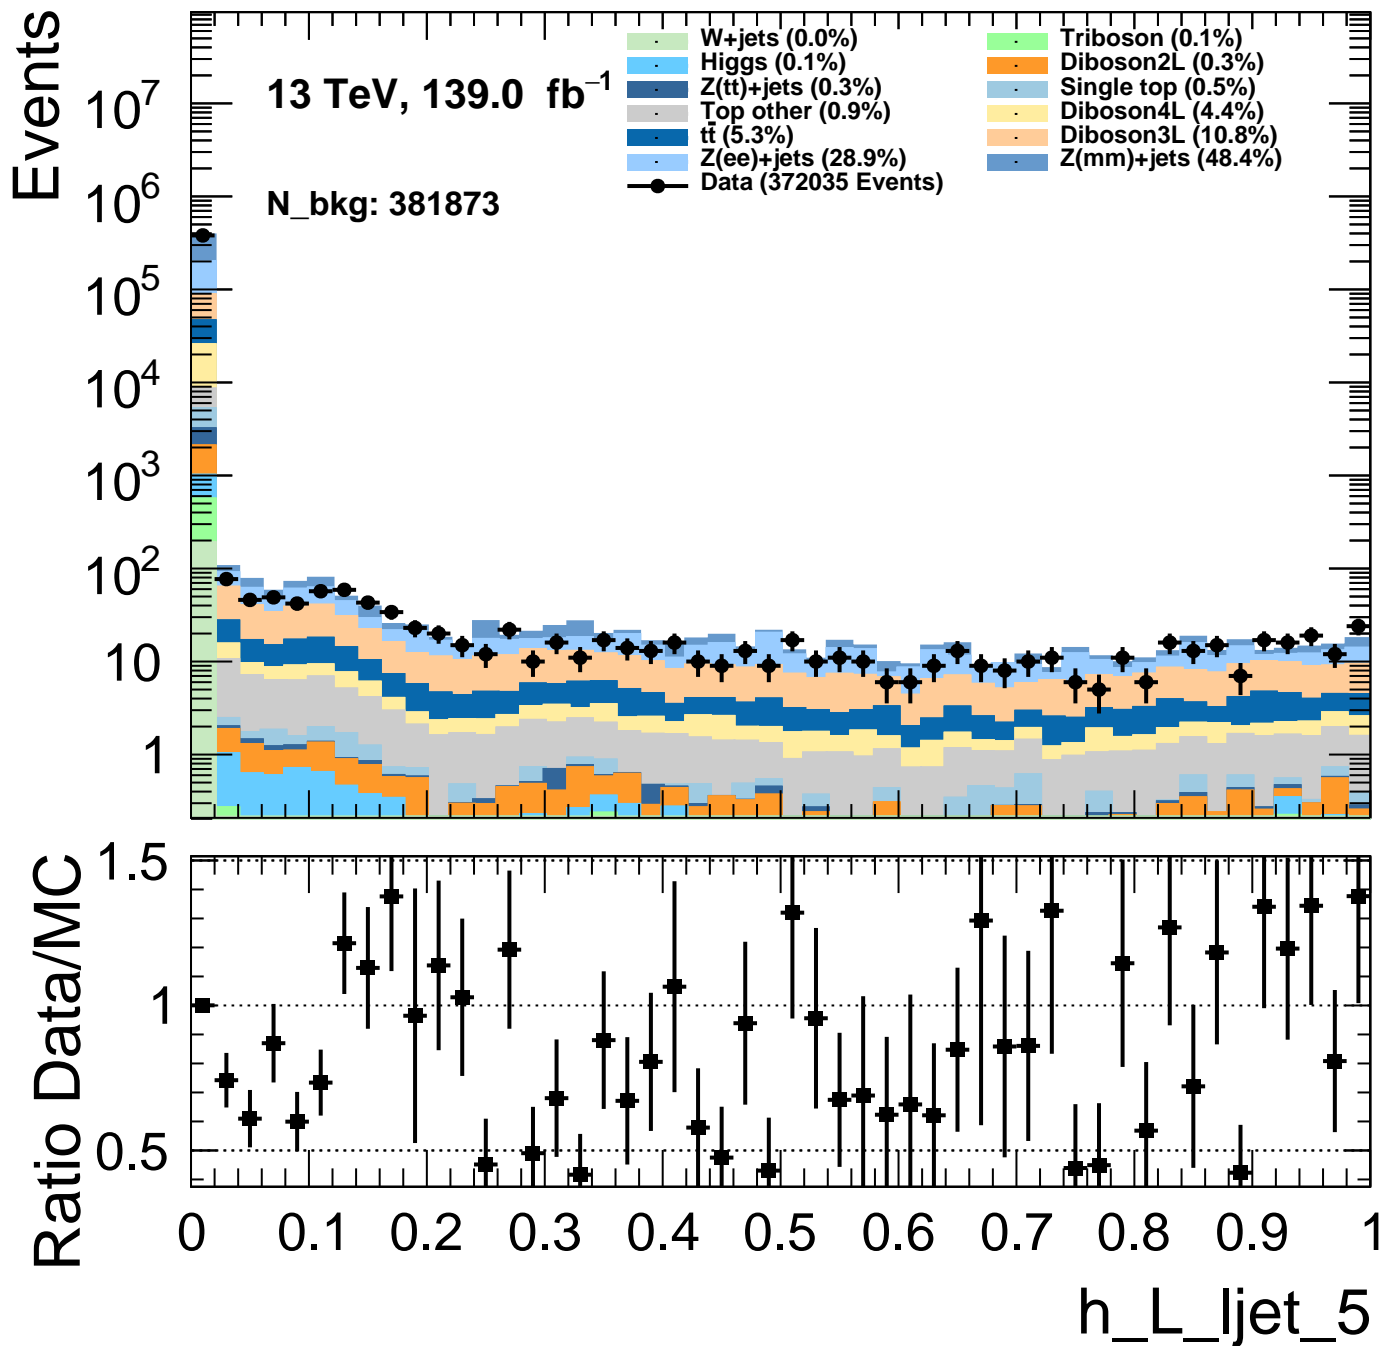 Events
13 TeV, 139.0 fb⁻¹
N_bkg: 381873
W+jets (0.0%)
Higgs (0.1%)
Z(tt)+jets (0.3%)
Top other (0.9%)
tt̄ (5.3%)
Z(ee)+jets (28.9%)
Data (372035 Events)
Triboson (0.1%)
Diboson2L (0.3%)
Single top (0.5%)
Diboson4L (4.4%)
Diboson3L (10.8%)
Z(mm)+jets (48.4%)
10⁷
10⁶
10⁵
10⁴
10³
10²
10
1
Ratio Data/MC
1.5
1
0.5
0 0.1 0.2 0.3 0.4 0.5 0.6 0.7 0.8 0.9 1
h_L_ljet_5